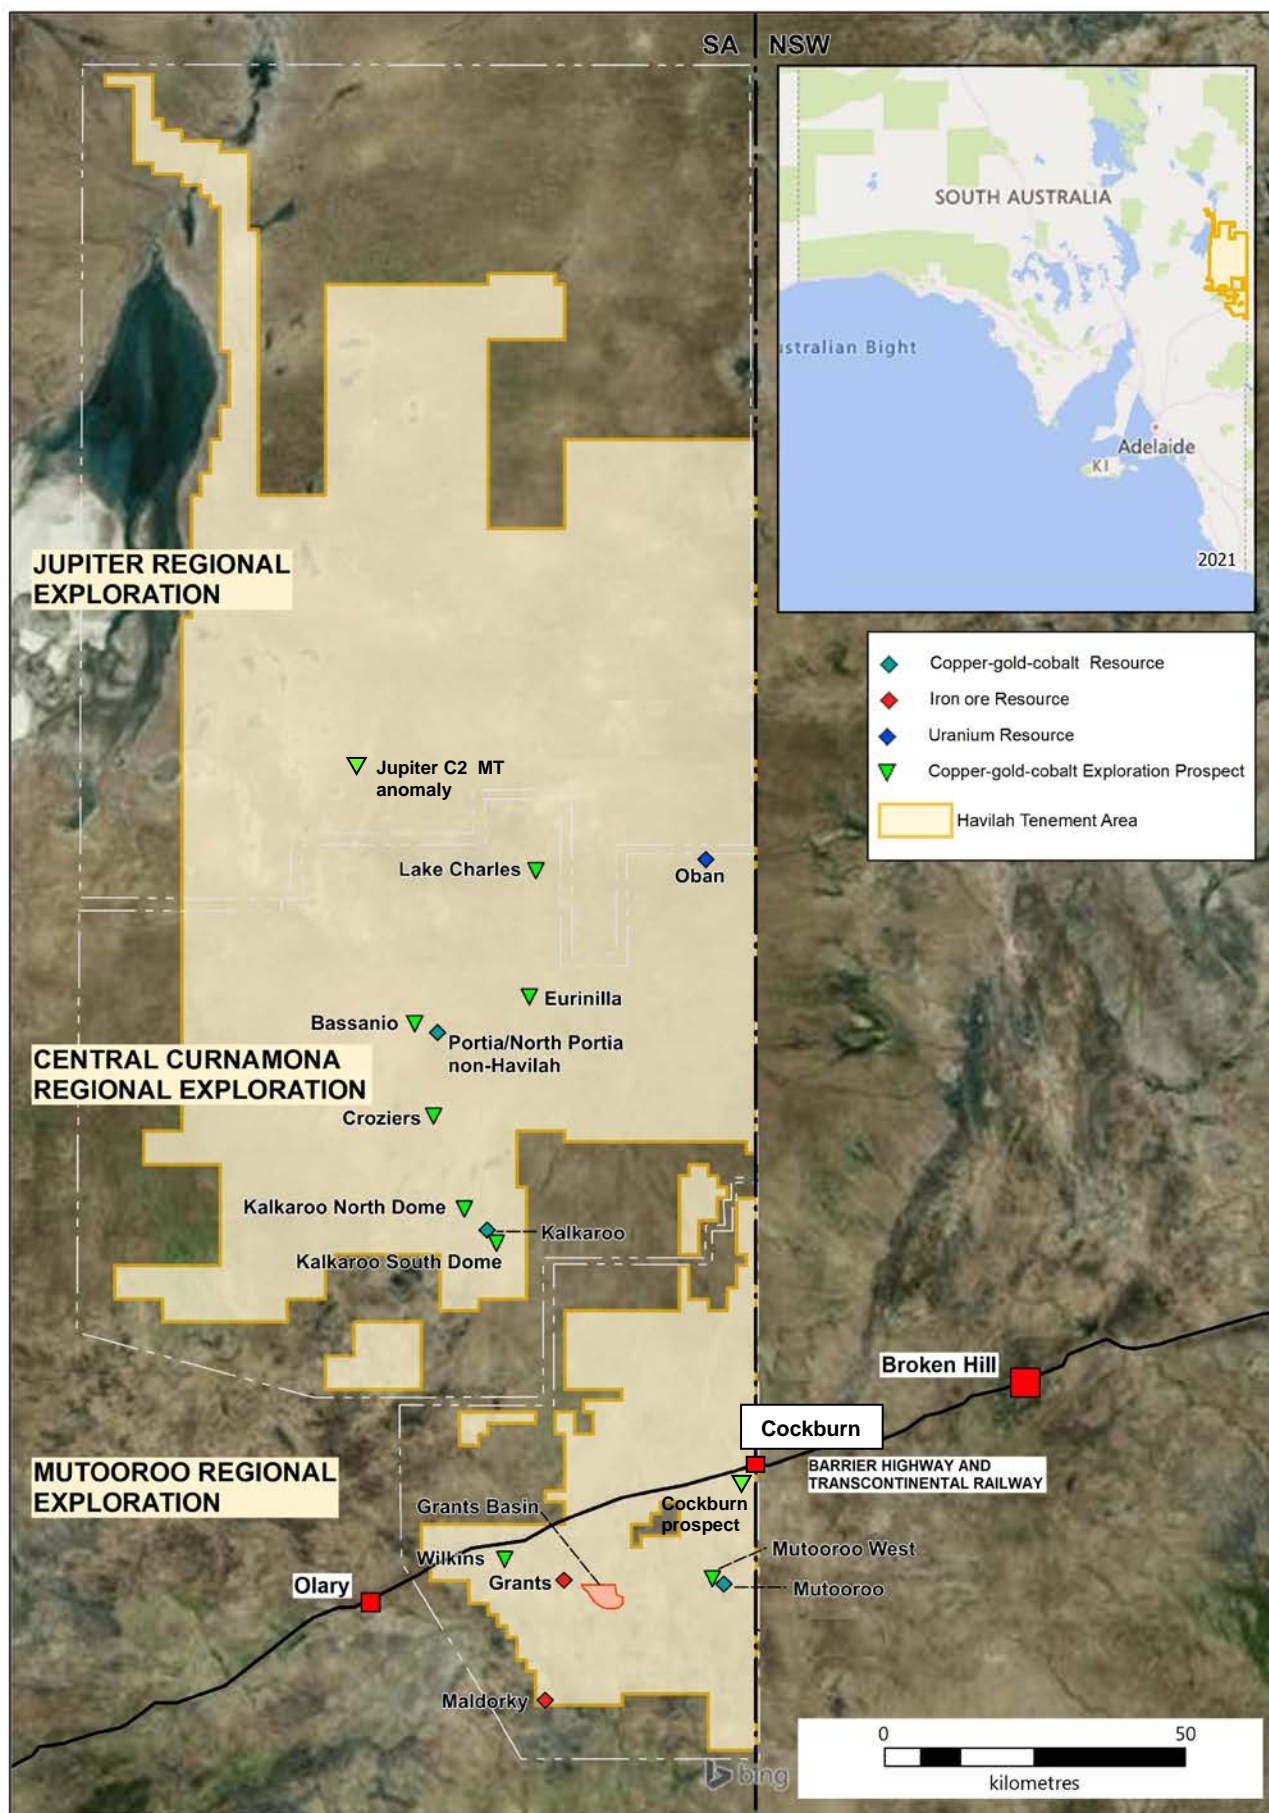 SA NSW
SOUTH AUSTRALIA
ustralian Bight
Adelaide
KI
2021
JUPITER REGIONAL
EXPLORATION
Copper-gold-cobalt Resource
Iron ore Resource
Uranium Resource
Copper-gold-cobalt Exploration Prospect
Havilah Tenement Area
Jupiter C2 MT
anomaly
Lake Charles
Oban
Eurinilla
Bassanio
Portia/North Portia
non-Havilah
CENTRAL CURNAMONA
REGIONAL EXPLORATION
Croziers
Kalkaroo North Dome
Kalkaroo
Kalkaroo South Dome
Broken Hill
Cockburn
BARRIER HIGHWAY AND
TRANSCONTINENTAL RAILWAY
MUTOOROO REGIONAL
EXPLORATION
Grants Basin
Cockburn
prospect
Mutooroo West
Wilkins
Grants
Mutooroo
Olary
Maldorky
0 50
kilometres
bing